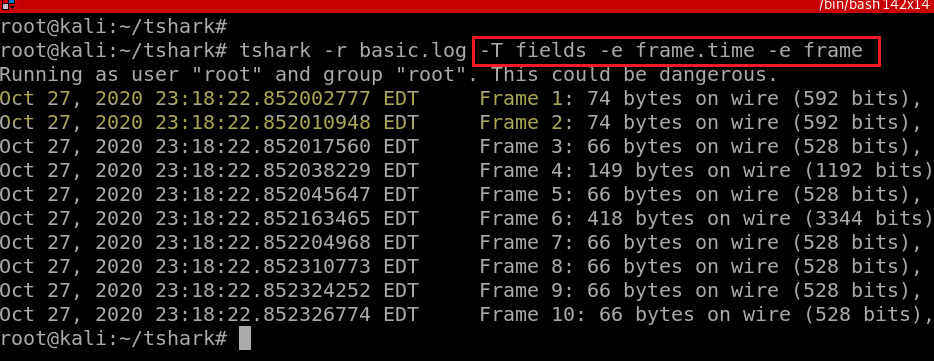 /bin/bash 142x14
root@kali:~/tshark#
root@kali:~/tshark# tshark -r basic.log -T fields -e frame.time -e frame
Running as user "root" and group "root". This could be dangerous.
Oct 27, 2020 23:18:22.852002777 EDT Frame 1: 74 bytes on wire (592 bits),
Oct 27, 2020 23:18:22.852010948 EDT Frame 2: 74 bytes on wire (592 bits),
Oct 27, 2020 23:18:22.852017560 EDT Frame 3: 66 bytes on wire (528 bits),
Oct 27, 2020 23:18:22.852038229 EDT Frame 4: 149 bytes on wire (1192 bits)
Oct 27, 2020 23:18:22.852045647 EDT Frame 5: 66 bytes on wire (528 bits),
Oct 27, 2020 23:18:22.852163465 EDT Frame 6: 418 bytes on wire (3344 bits)
Oct 27, 2020 23:18:22.852204968 EDT Frame 7: 66 bytes on wire (528 bits),
Oct 27, 2020 23:18:22.852310773 EDT Frame 8: 66 bytes on wire (528 bits),
Oct 27, 2020 23:18:22.852324252 EDT Frame 9: 66 bytes on wire (528 bits),
Oct 27, 2020 23:18:22.852326774 EDT Frame 10: 66 bytes on wire (528 bits),
root@kali:~/tshark#